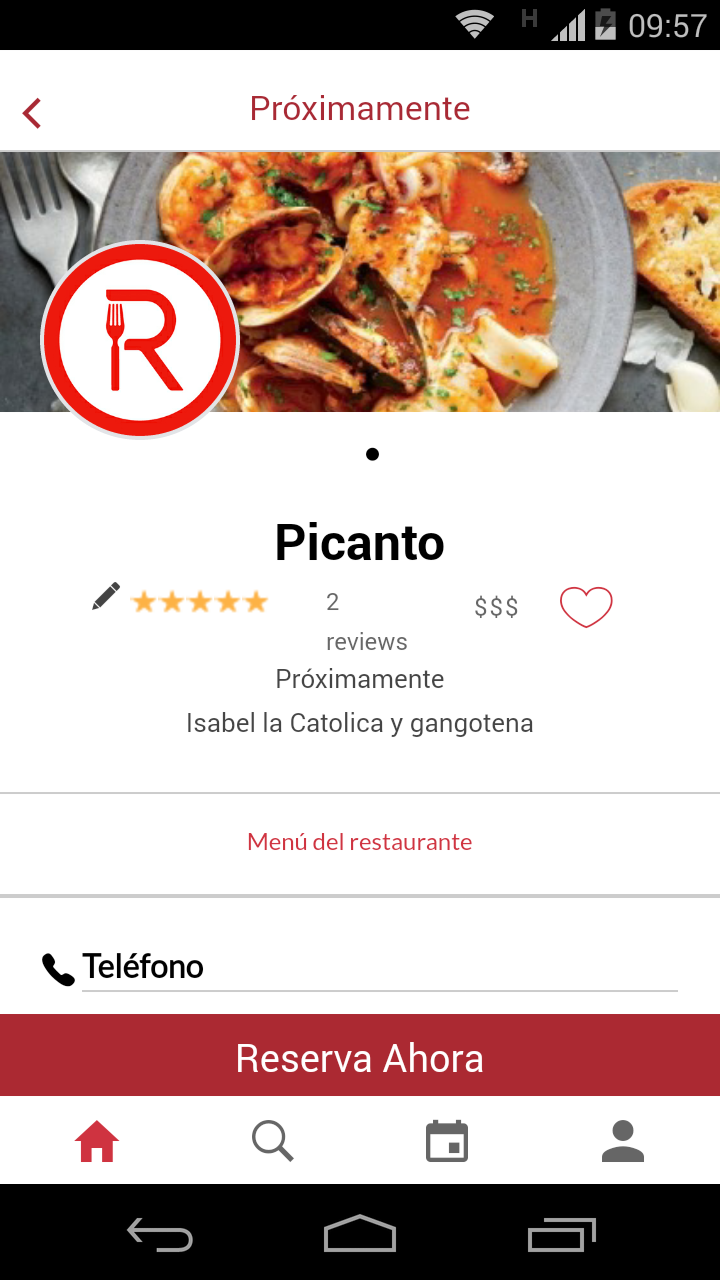 H 09:57
Próximamente
R
Picanto
2
reviews
$$$
Próximamente
Isabel la Catolica y gangotena
Menú del restaurante
Teléfono
Reserva Ahora